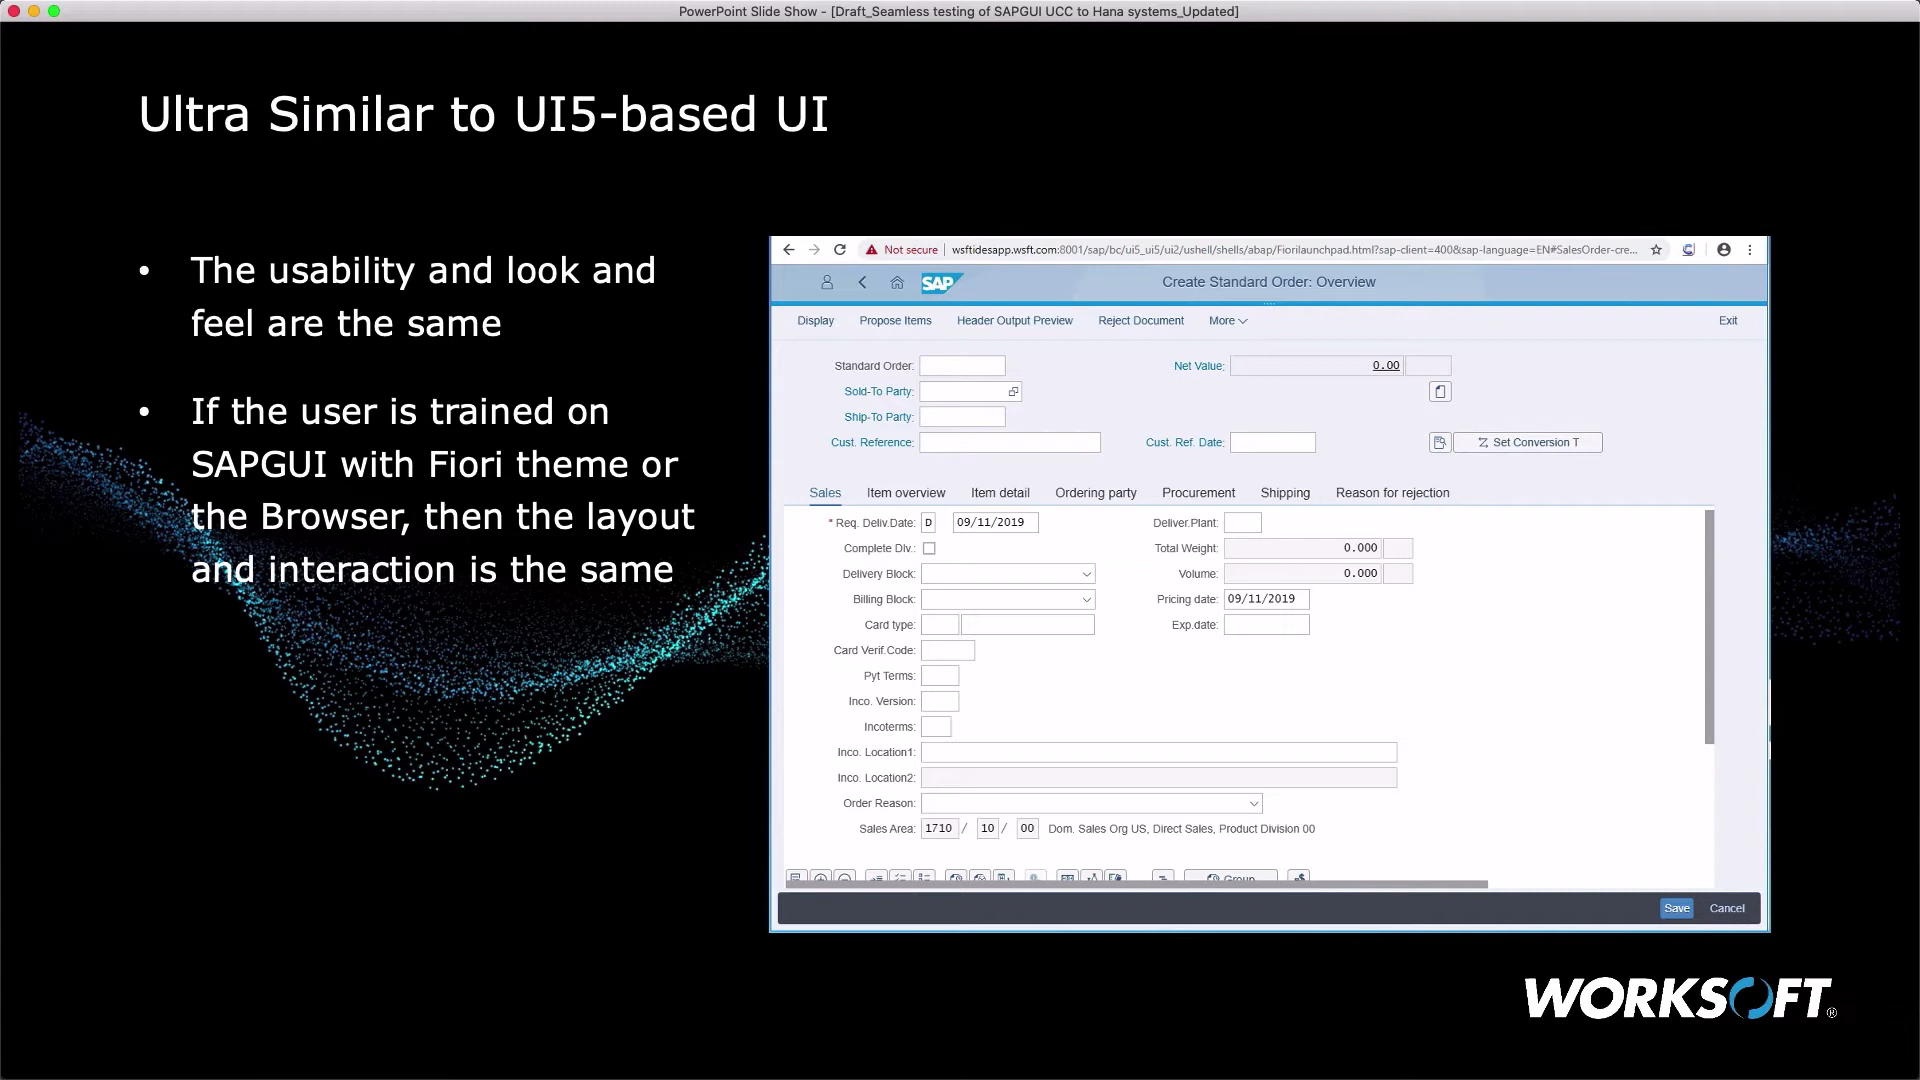 PowerPoint Slide Show - [Draft_Seamless testing of SAPGUI UCC to Hana systems_Updated]
Ultra Similar to UI5-based UI
• The usability and look and
feel are the same
• If the user is trained on
SAPGUI with Fiori theme or
the Browser, then the layout
and interaction is the same
Not secure | wsftidesapp.wsft.com:8001/sap/bc/ui5_ui5/ui2/ushell/shells/abap/Fiorilaunchpad.html?sap-client=400&sap-language=EN#SalesOrder-cre...
SAP Create Standard Order: Overview
Display Propose Items Header Output Preview Reject Document More Exit
Standard Order: Net Value: 0.00
Sold-To Party:
Ship-To Party:
Cust. Reference: Cust. Ref. Date: Set Conversion T
Sales Item overview Item detail Ordering party Procurement Shipping Reason for rejection
* Req. Deliv.Date: D 09/11/2019 Deliver.Plant:
Complete Dlv.: Total Weight: 0.000
Delivery Block: Volume: 0.000
Billing Block: Pricing date: 09/11/2019
Card type: Exp.date:
Card Verif.Code:
Pyt Terms:
Inco. Version:
Incoterms:
Inco. Location1:
Inco. Location2:
Order Reason:
Sales Area: 1710 / 10 / 00 Dom. Sales Org US, Direct Sales, Product Division 00
Group
Save Cancel
WORKSOFT®